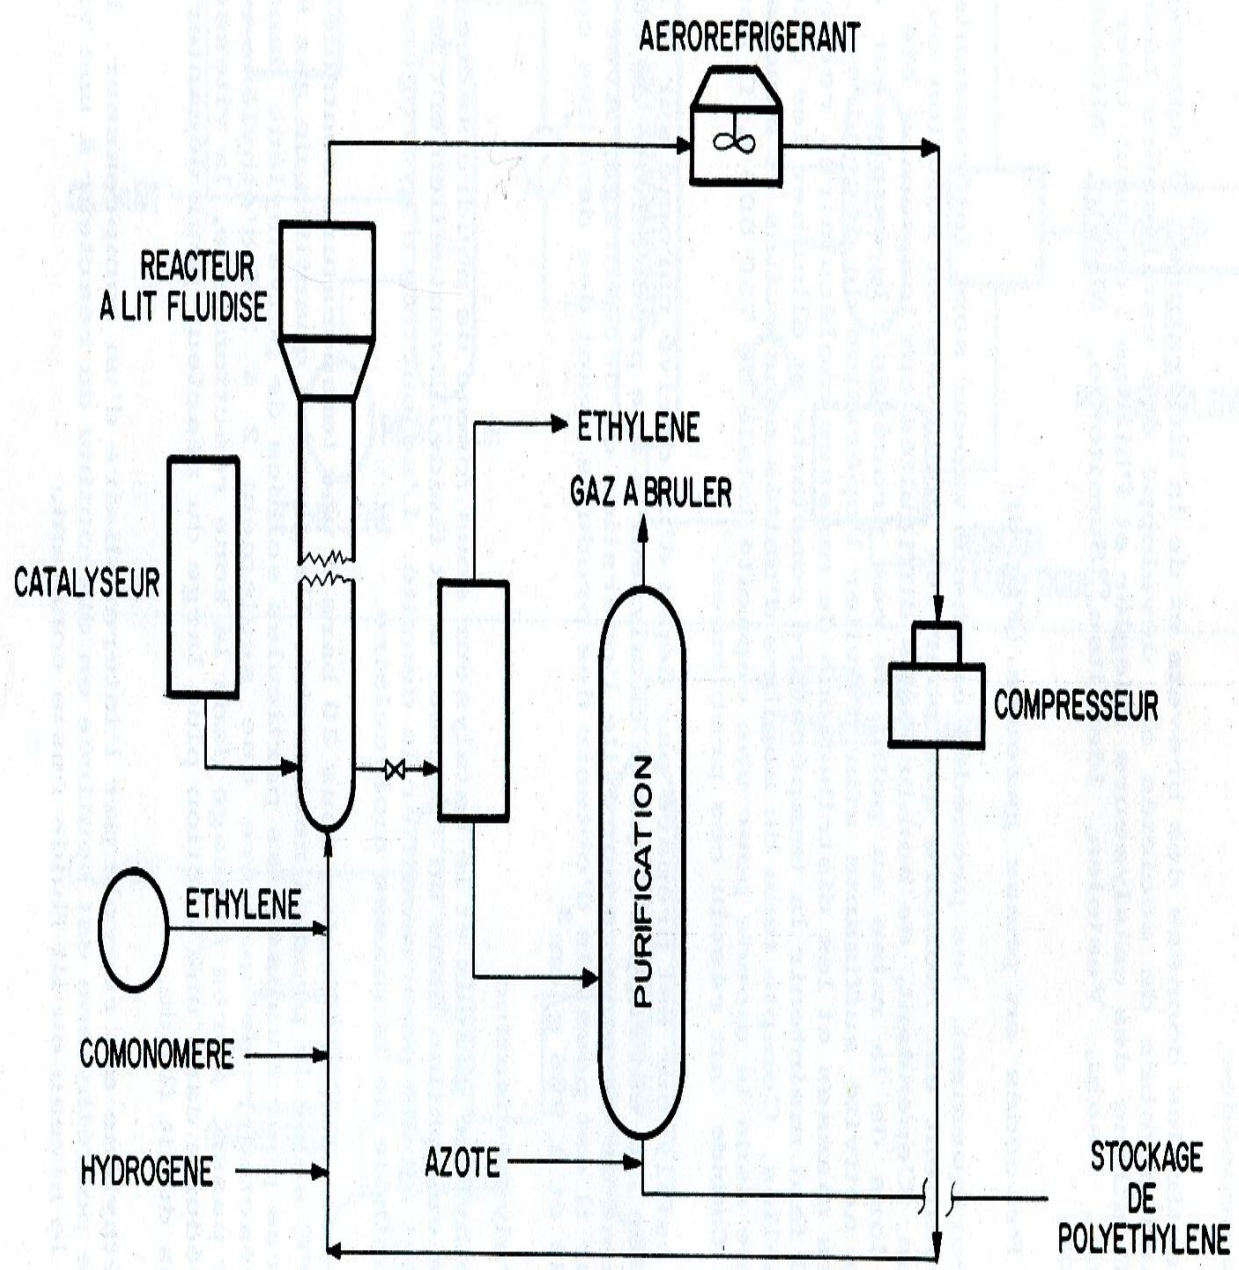 AEROREFRIGERANT
REACTEUR
A LIT FLUIDISE
ETHYLENE
GAZ A BRULER
CATALYSEUR
COMPRESSEUR
PURIFICATION
ETHYLENE
COMONOMERE
HYDROGENE
AZOTE
STOCKAGE
DE
POLYETHYLENE